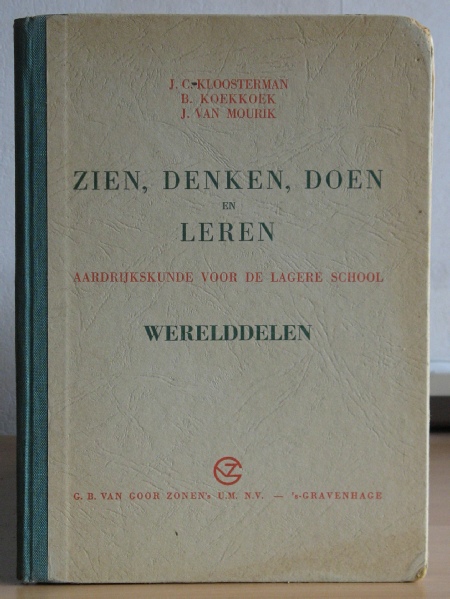 J. C. KLOOSTERMAN
B. KOEKKOEK
J. VAN MOURIK
ZIEN, DENKEN, DOEN
EN
LEREN
AARDRIJKSKUNDE VOOR DE LAGERE SCHOOL
WERELDDELEN
GZ
G. B. VAN GOOR ZONEN's U.M. N.V. — 's-GRAVENHAGE